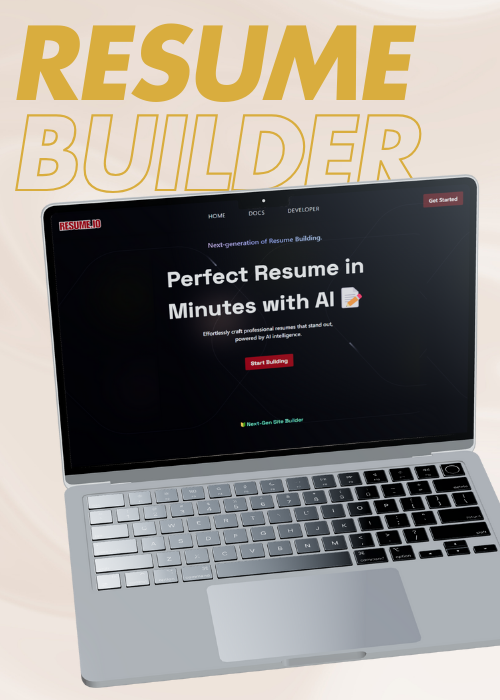 RESUME
BUILDER
RESUME.IO
HOME
DOCS
DEVELOPER
Get Started
Next-generation of Resume Building.
Perfect Resume in
Minutes with AI 📝
Effortlessly craft professional resumes that stand out,
powered by AI intelligence.
Start Building
🔰 Next-Gen Site Builder